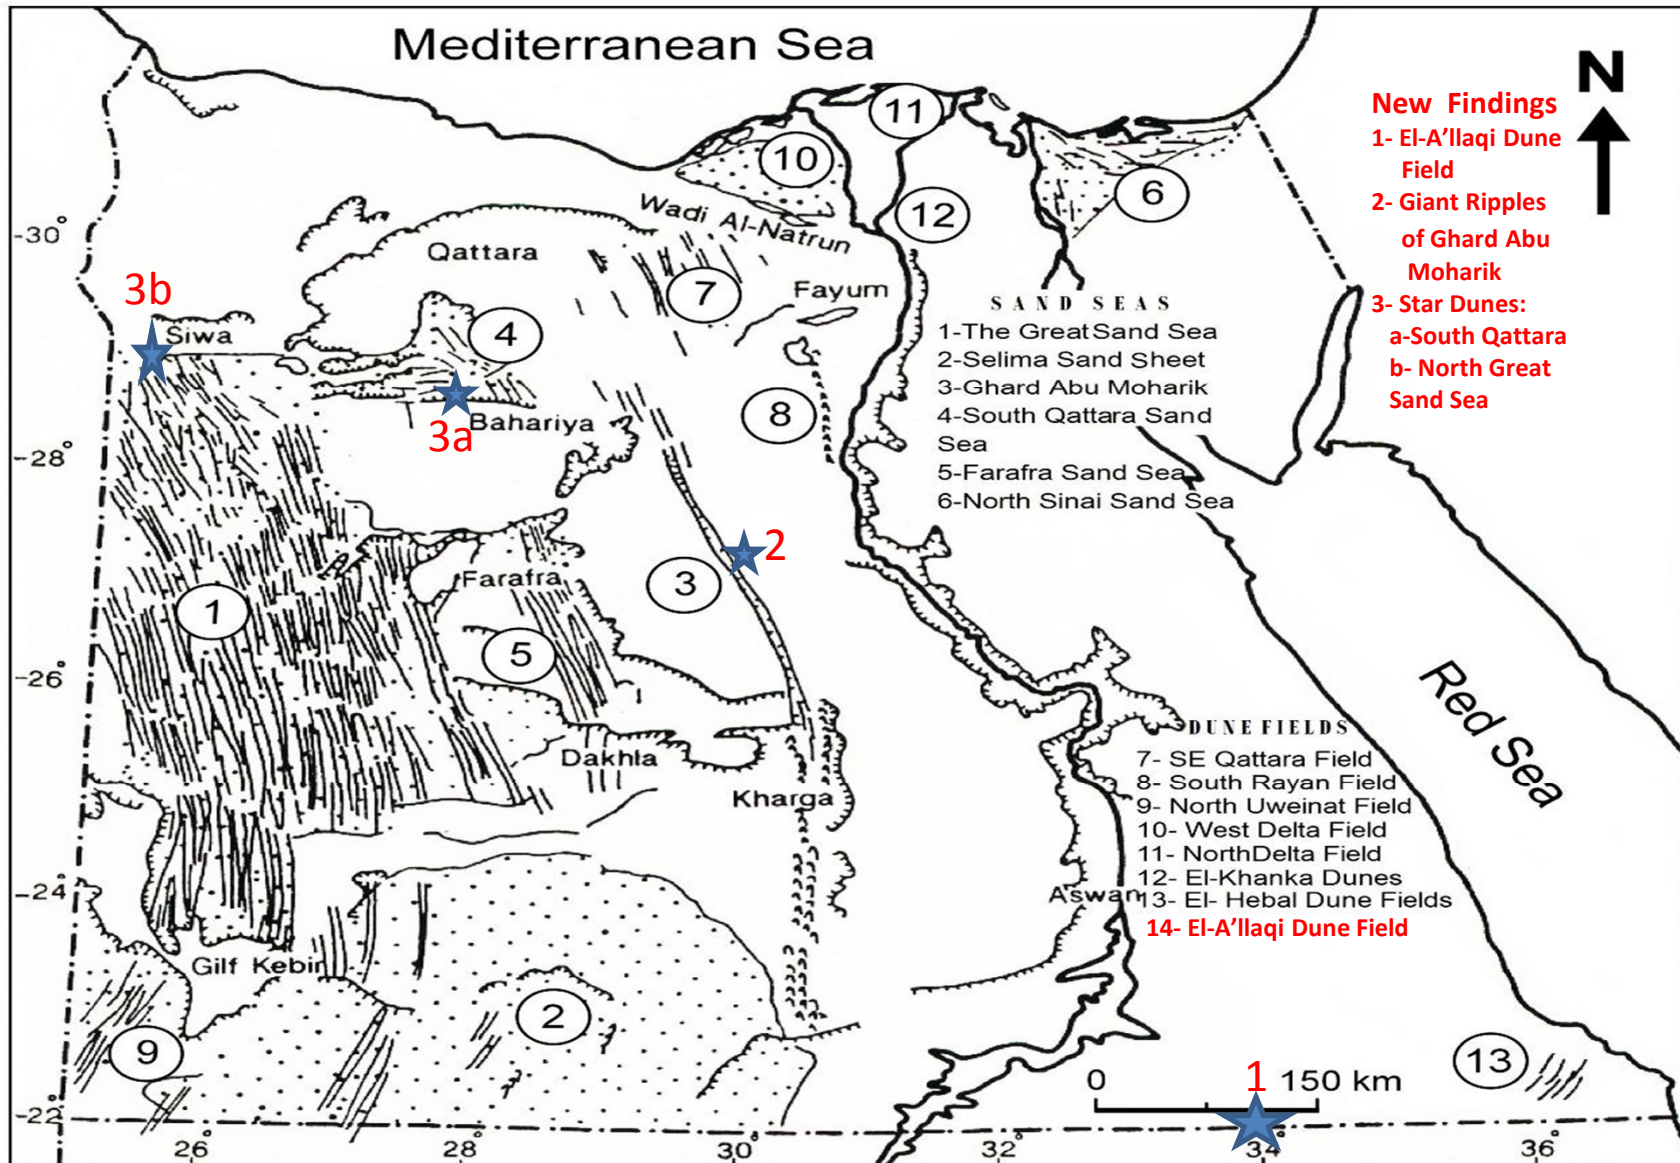 Mediterranean Sea
N
New Findings
1- El-A'llaqi Dune
Field
2- Giant Ripples
of Ghard Abu
Moharik
3- Star Dunes:
a-South Qattara
b- North Great
Sand Sea
11
10
6
12
Wadi Al-Natrun
-30°
Qattara
7
Fayum
3b
Siwa
4
SAND SEAS
1-The GreatSand Sea
2-Selima Sand Sheet
3-Ghard Abu Moharik
4-South Qattara Sand
Sea
5-Farafra Sand Sea
6-North Sinai Sand Sea
8
Bahariya
3a
-28°
2
3
Farafra
1
5
-26°
Red Sea
DUNE FIELDS
7- SE Qattara Field
8- South Rayan Field
9- North Uweinat Field
10- West Delta Field
11- NorthDelta Field
12- El-Khanka Dunes
13- El- Hebal Dune Fields
14- El-A'llaqi Dune Field
Dakhla
Kharga
-24°
Aswan
Gilf Kebir
2
9
13
0
1
150 km
-22°
26°
28°
30°
32°
34°
36°